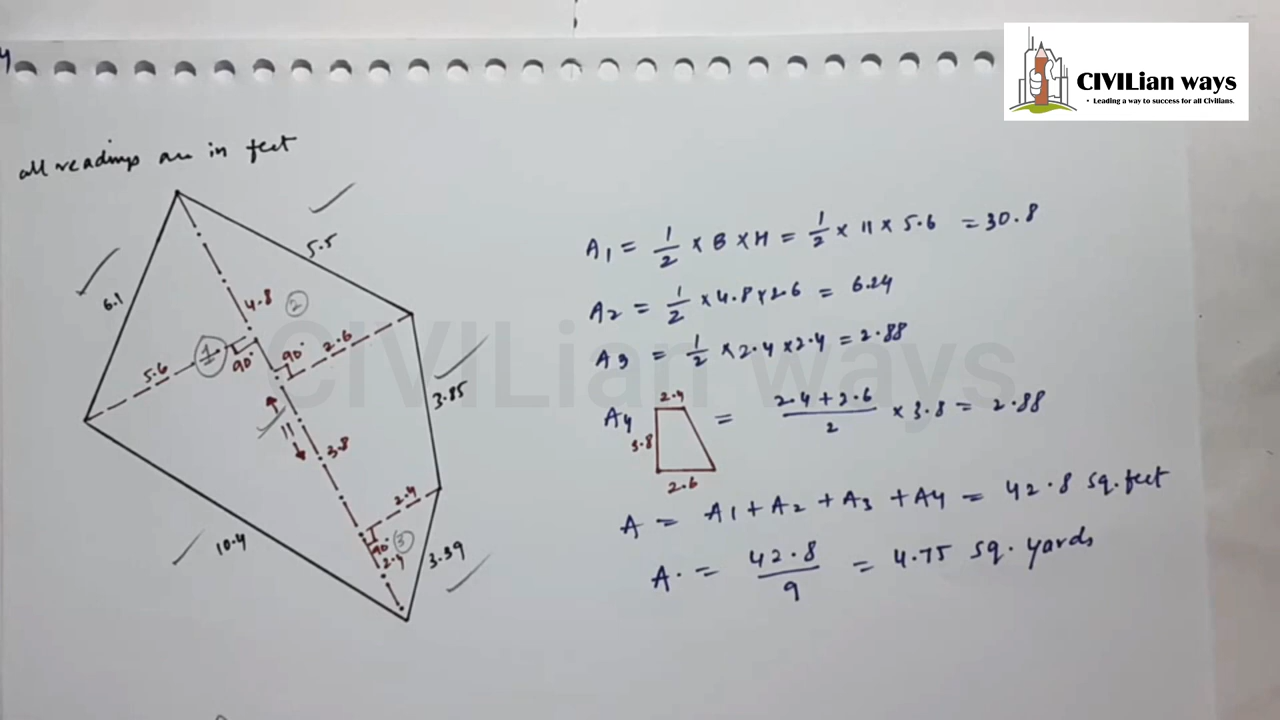 CIVILian ways
• Leading a way to success for all Civilians.
all readings are in feet
5.5
6.1
4.8
2
1
90°
90°
2.6
5.6
3.85
11
3.8
2.4
90°
3
2.4
10.4
3.39
A1 = 1/2 × B × H = 1/2 × 11 × 5.6 = 30.8
A2 = 1/2 × 4.8 × 2.6 = 6.24
A3 = 1/2 × 2.4 × 2.4 = 2.88
A4 = (2.4 + 2.6)/2 × 3.8 = 2.88
2.4
3.8
2.6
A = A1 + A2 + A3 + A4 = 42.8 sq. feet
A. = 42.8/9 = 4.75 sq. yards
CIVILian ways